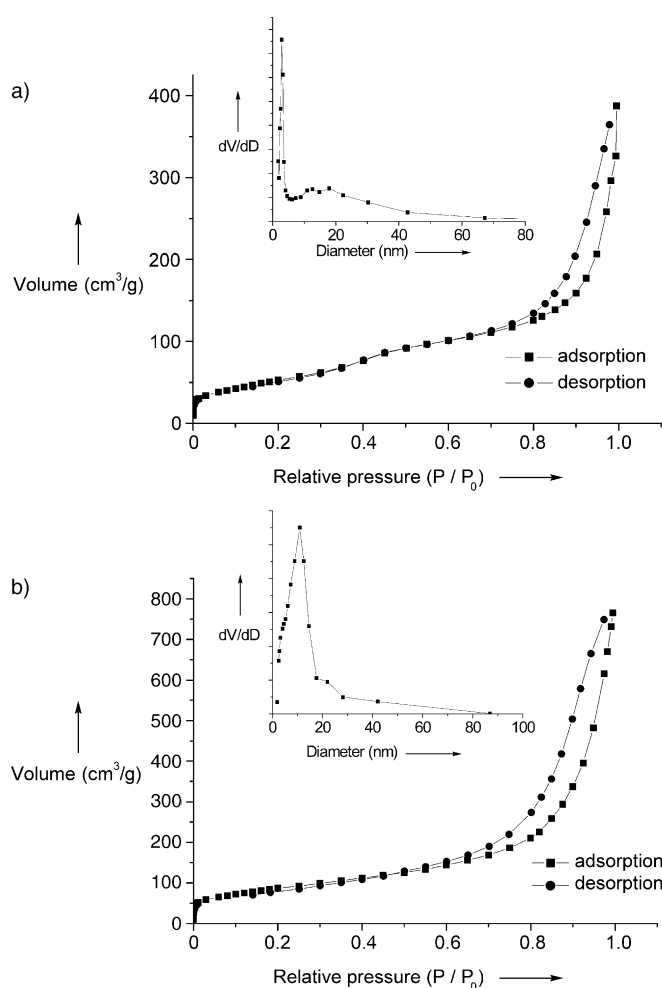 a)
dV/dD
0 20 40 60 80
Diameter (nm)
400
300
200
100
0
Volume (cm³/g)
adsorption
desorption
0 0.2 0.4 0.6 0.8 1.0
Relative pressure (P / P₀)
b)
dV/dD
0 20 40 60 80 100
Diameter (nm)
800
700
600
500
400
300
200
100
0
Volume (cm³/g)
adsorption
desorption
0 0.2 0.4 0.6 0.8 1.0
Relative pressure (P / P₀)